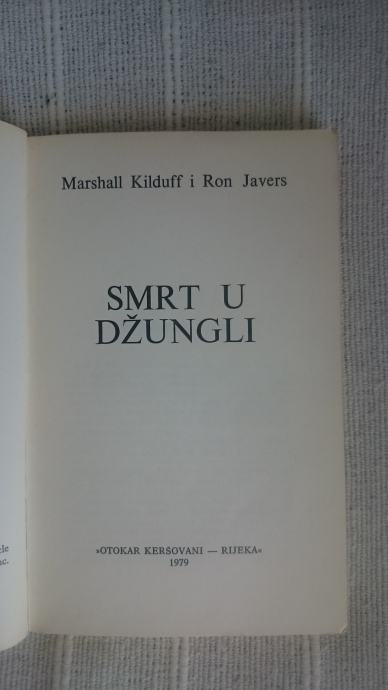 Marshall Kilduff i Ron Javers
SMRT U
DŽUNGLI
»OTOKAR KERŠOVANI — RIJEKA«
1979